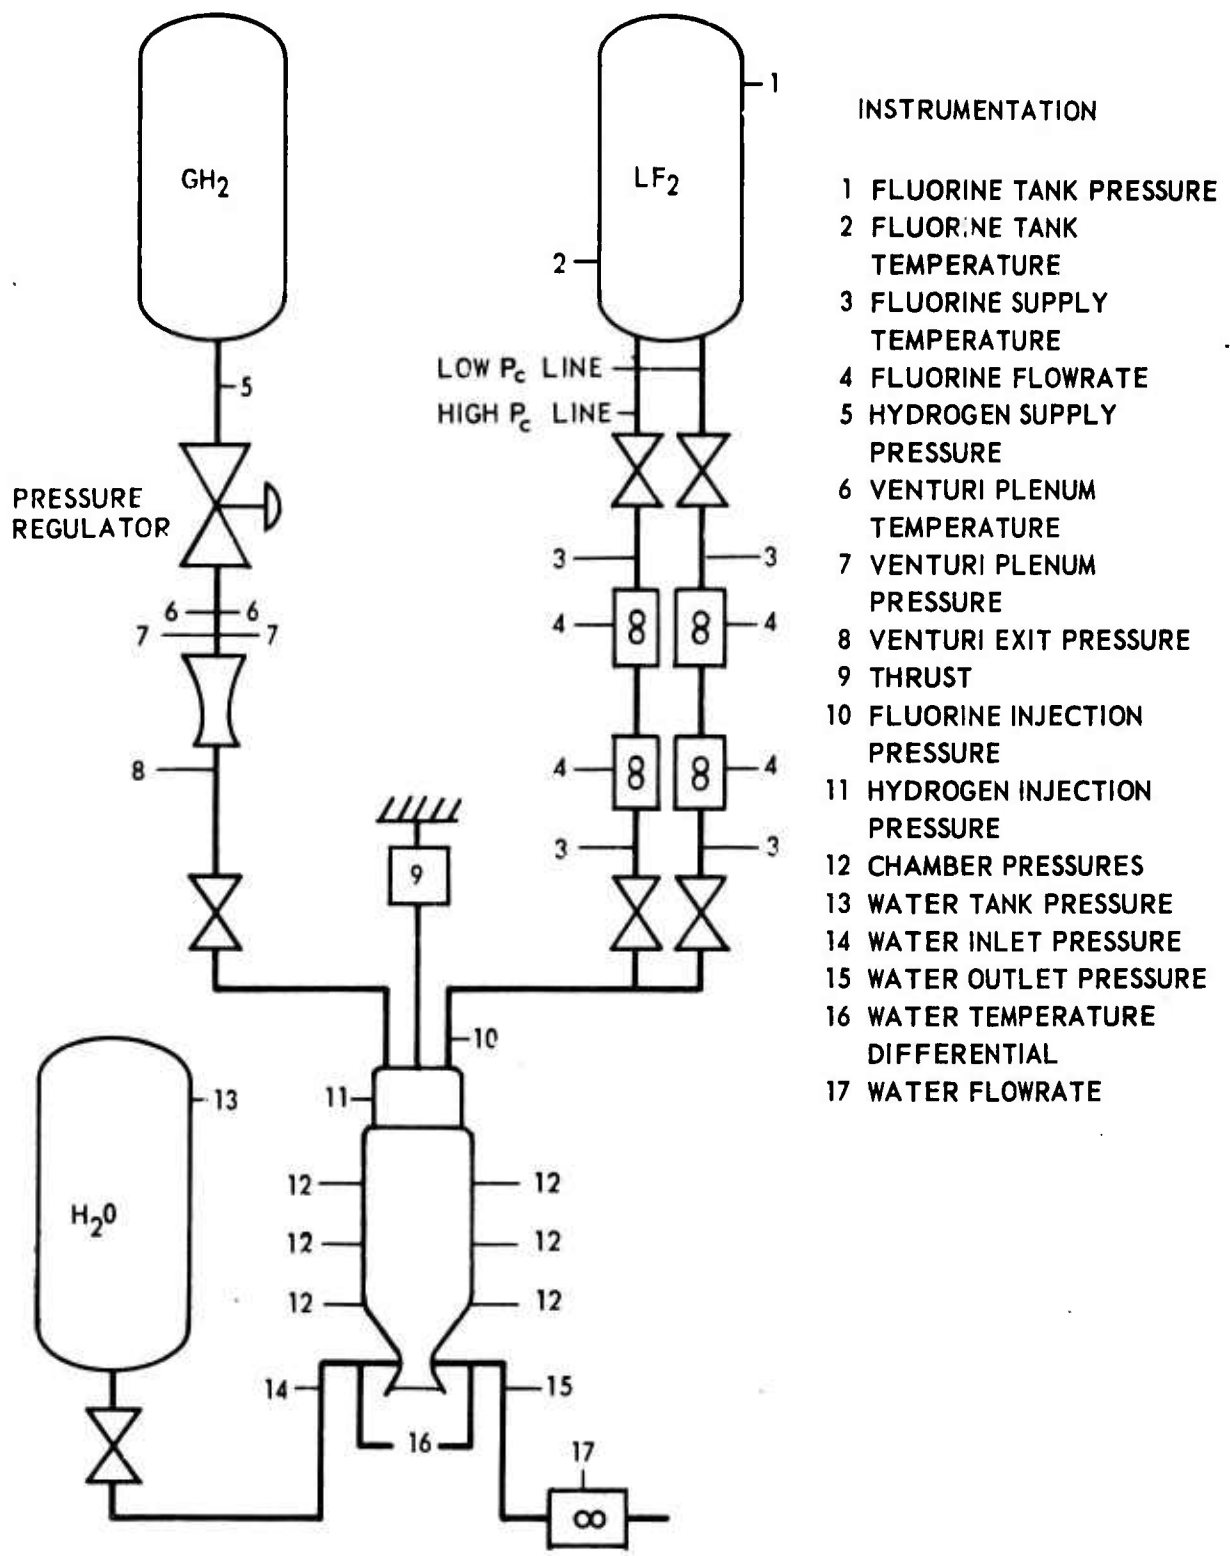 GH2
LF2
1
2
LOW Pc LINE
HIGH Pc LINE
5
PRESSURE
REGULATOR
3
3
6
6
7
7
4
4
8
4
4
3
3
9
10
11
13
H2O
12
12
12
12
12
12
14
15
16
17
INSTRUMENTATION
1 FLUORINE TANK PRESSURE
2 FLUORINE TANK
TEMPERATURE
3 FLUORINE SUPPLY
TEMPERATURE
4 FLUORINE FLOWRATE
5 HYDROGEN SUPPLY
PRESSURE
6 VENTURI PLENUM
TEMPERATURE
7 VENTURI PLENUM
PRESSURE
8 VENTURI EXIT PRESSURE
9 THRUST
10 FLUORINE INJECTION
PRESSURE
11 HYDROGEN INJECTION
PRESSURE
12 CHAMBER PRESSURES
13 WATER TANK PRESSURE
14 WATER INLET PRESSURE
15 WATER OUTLET PRESSURE
16 WATER TEMPERATURE
DIFFERENTIAL
17 WATER FLOWRATE